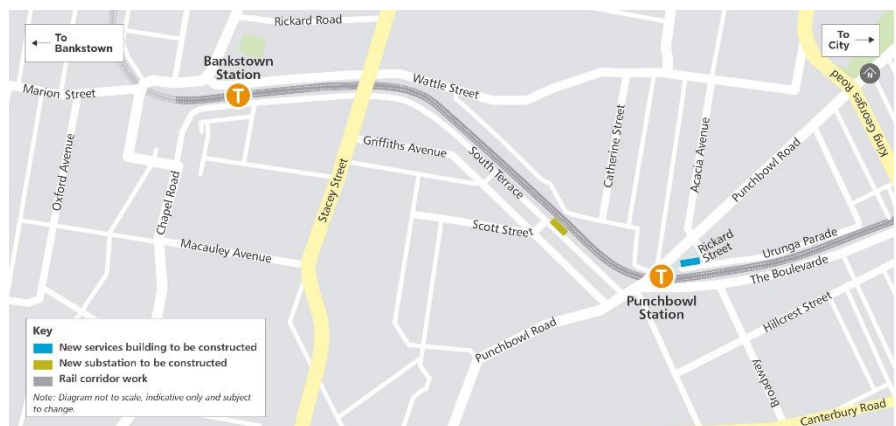 Rickard Road
To
Bankstown
To
City
Bankstown
Station
T
Marion Street
Wattle Street
N
King Georges Road
Griffiths Avenue
South Terrace
Catherine Street
Acacia Avenue
Punchbowl Road
Oxford Avenue
Chapel Road
Stacey Street
Scott Street
Macauley Avenue
Rickard
Street
Urunga Parade
The Boulevarde
T
Punchbowl
Station
Hillcrest Street
Punchbowl Road
Broadway
Canterbury Road
Key
New services building to be constructed
New substation to be constructed
Rail corridor work
Note: Diagram not to scale, indicative only and subject
to change.